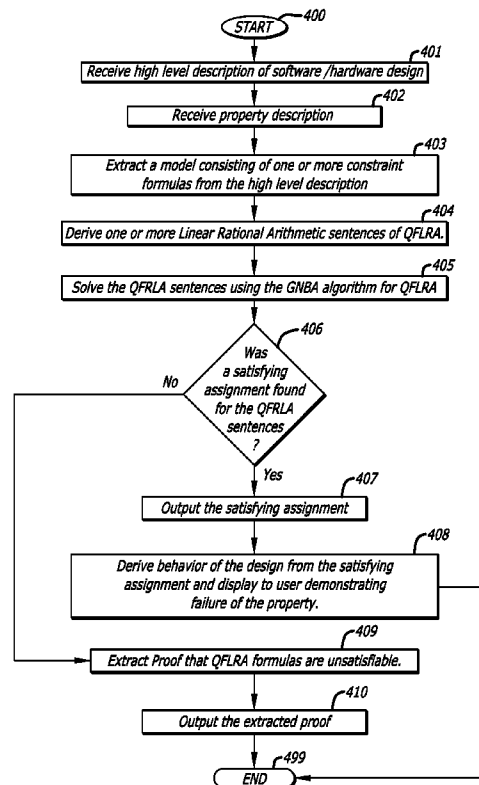 START
400
401
Receive high level description of software /hardware design
402
Receive property description
403
Extract a model consisting of one or more constraint
formulas from the high level description
404
Derive one or more Linear Rational Arithmetic sentences of QFLRA.
405
Solve the QFRLA sentences using the GNBA algorithm for QFLRA
406
Was
a satisfying
assignment found
for the QFRLA
sentences
?
No
Yes
407
Output the satisfying assignment
408
Derive behavior of the design from the satisfying
assignment and display to user demonstrating
failure of the property.
409
Extract Proof that QFLRA formulas are unsatisfiable.
410
Output the extracted proof
499
END